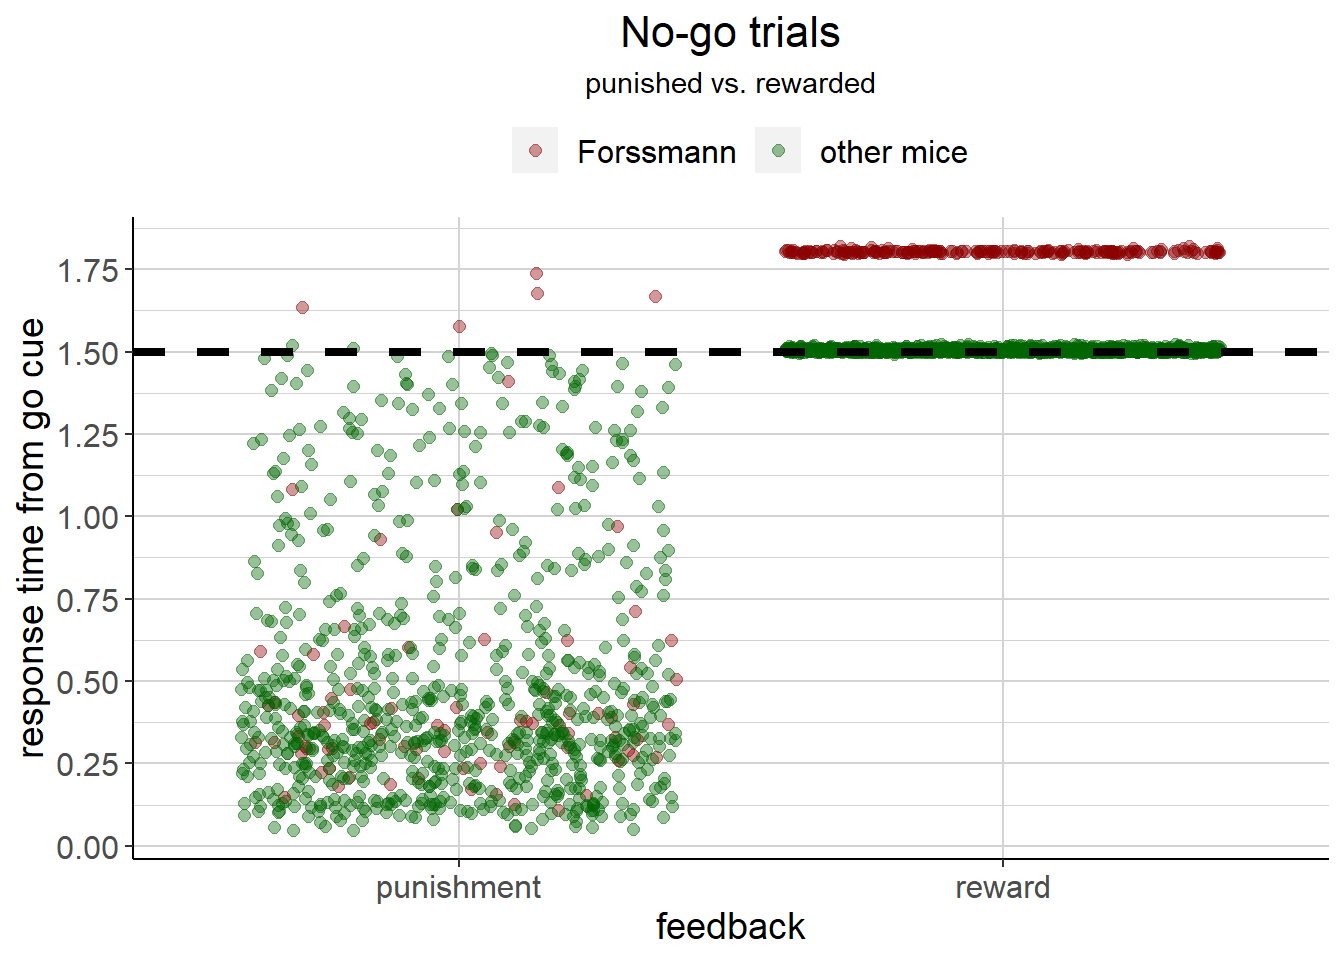 No-go trials
punished vs. rewarded
Forssmann other mice
response time from go cue
1.75
1.50
1.25
1.00
0.75
0.50
0.25
0.00
punishment reward
feedback